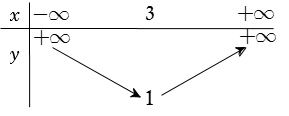 x −∞ 3 +∞
+∞ +∞
y
1